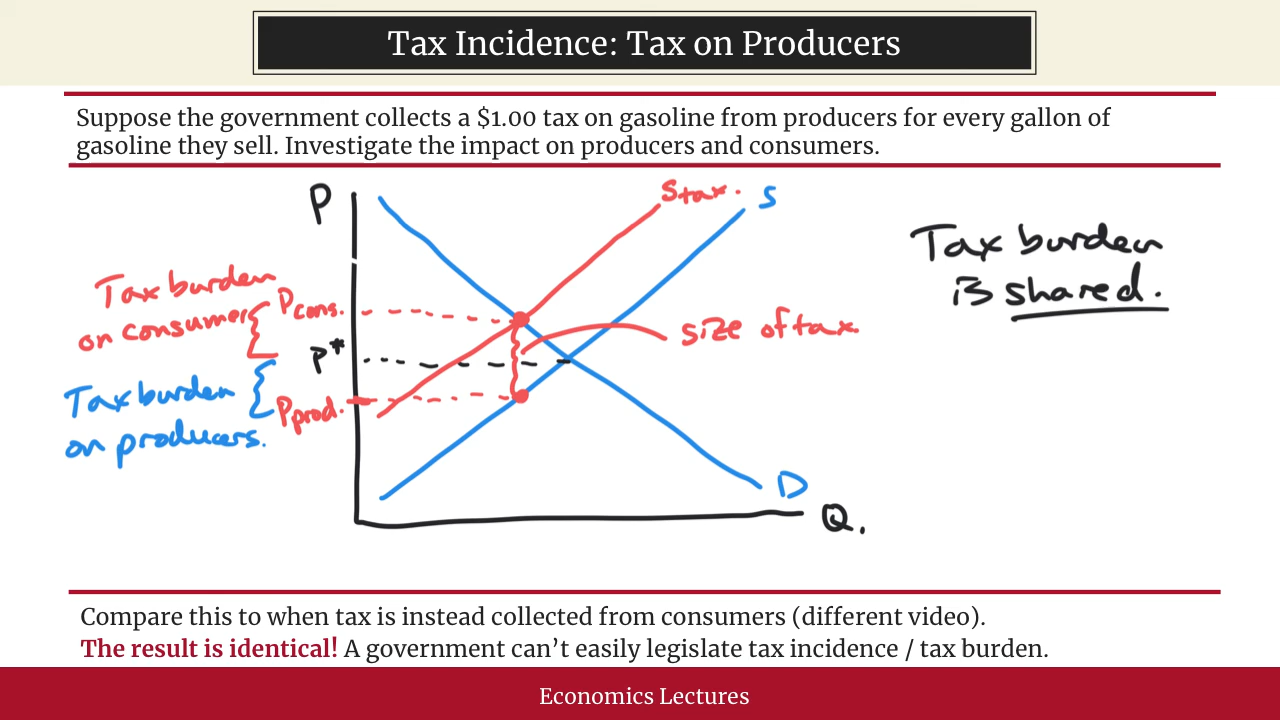 Tax Incidence: Tax on Producers
Suppose the government collects a $1.00 tax on gasoline from producers for every gallon of
gasoline they sell. Investigate the impact on producers and consumers.
P
Stax.
S
Tax burden
on consumers
Pcons.
P*
Tax burden
on producers.
Pprod.
size of tax.
D
Q.
Tax burden
is shared.
Compare this to when tax is instead collected from consumers (different video).
The result is identical! A government can’t easily legislate tax incidence / tax burden.
Economics Lectures